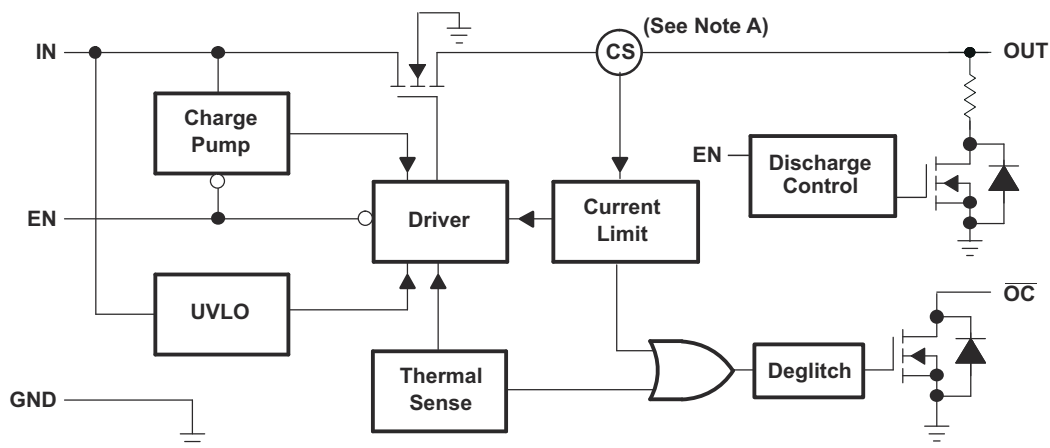 (See Note A)
IN
CS
OUT
Charge
Pump
EN
Discharge
Control
EN
Driver
Current
Limit
UVLO
O̅C̅
Thermal
Sense
Deglitch
GND